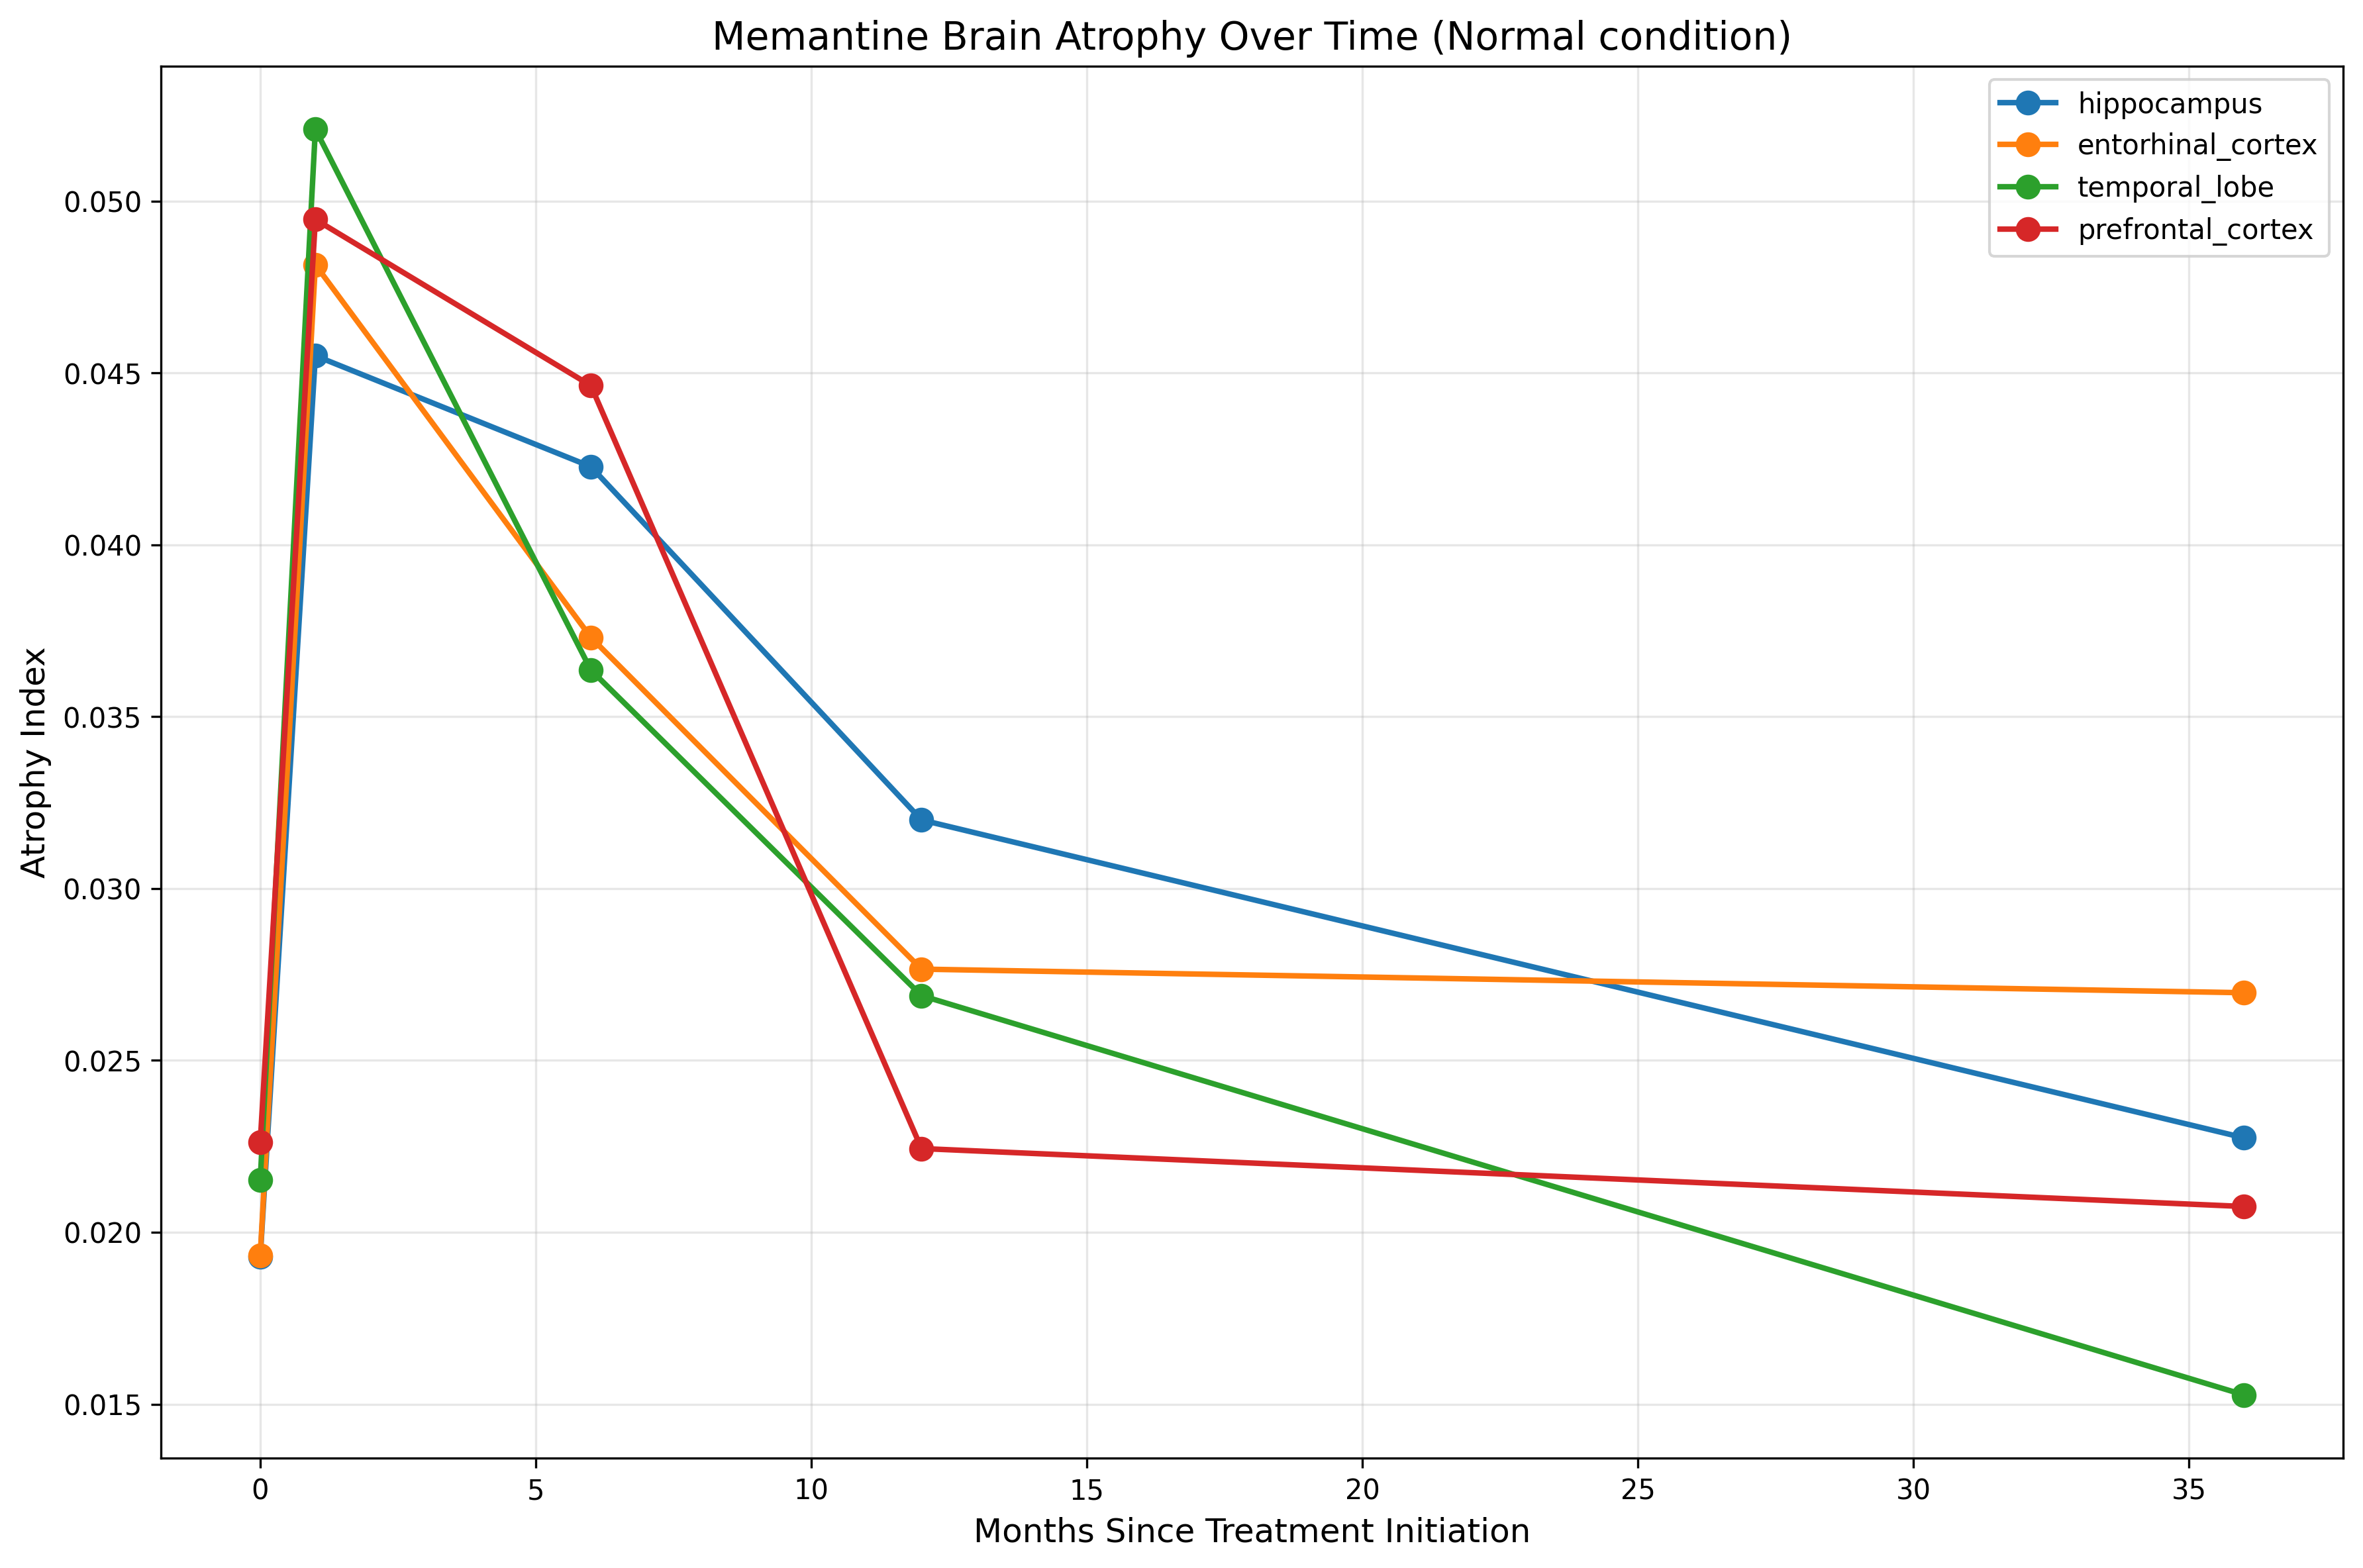 Memantine Brain Atrophy Over Time (Normal condition)
hippocampus
entorhinal_cortex
temporal_lobe
prefrontal_cortex
Atrophy Index
0.050
0.045
0.040
0.035
0.030
0.025
0.020
0.015
0 5 10 15 20 25 30 35
Months Since Treatment Initiation